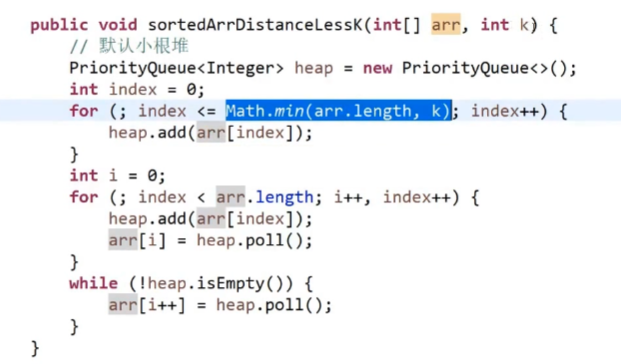 public void sortedArrDistanceLessK(int[] arr, int k) {
// 默认小根堆
PriorityQueue<Integer> heap = new PriorityQueue<>();
int index = 0;
for (; index <= Math.min(arr.length, k); index++) {
heap.add(arr[index]);
}
int i = 0;
for (; index < arr.length; i++, index++) {
heap.add(arr[index]);
arr[i] = heap.poll();
}
while (!heap.isEmpty()) {
arr[i++] = heap.poll();
}
}